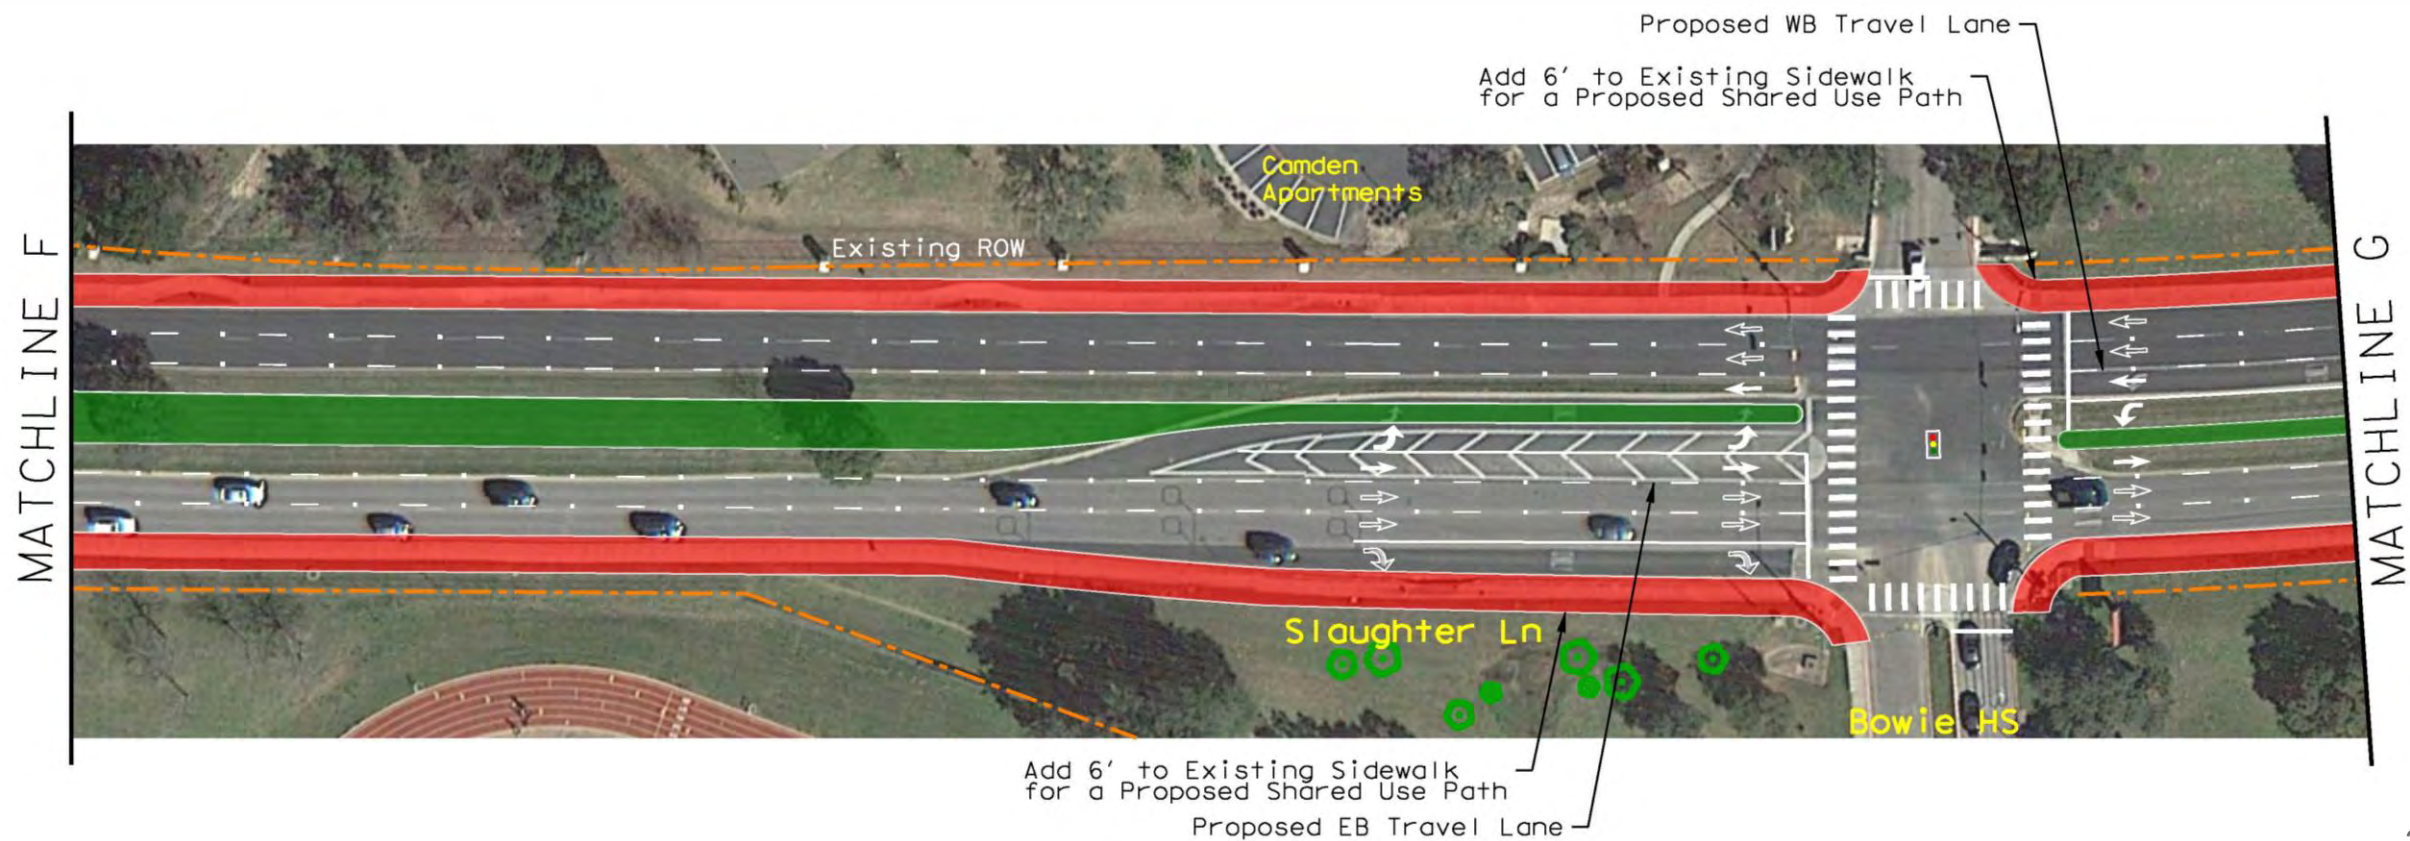 Proposed WB Travel Lane
Add 6' to Existing Sidewalk
for a Proposed Shared Use Path
MATCHLINE F
Camden
Apartments
Existing ROW
MATCHLINE G
Slaughter Ln
Bowie HS
Add 6' to Existing Sidewalk
for a Proposed Shared Use Path
Proposed EB Travel Lane